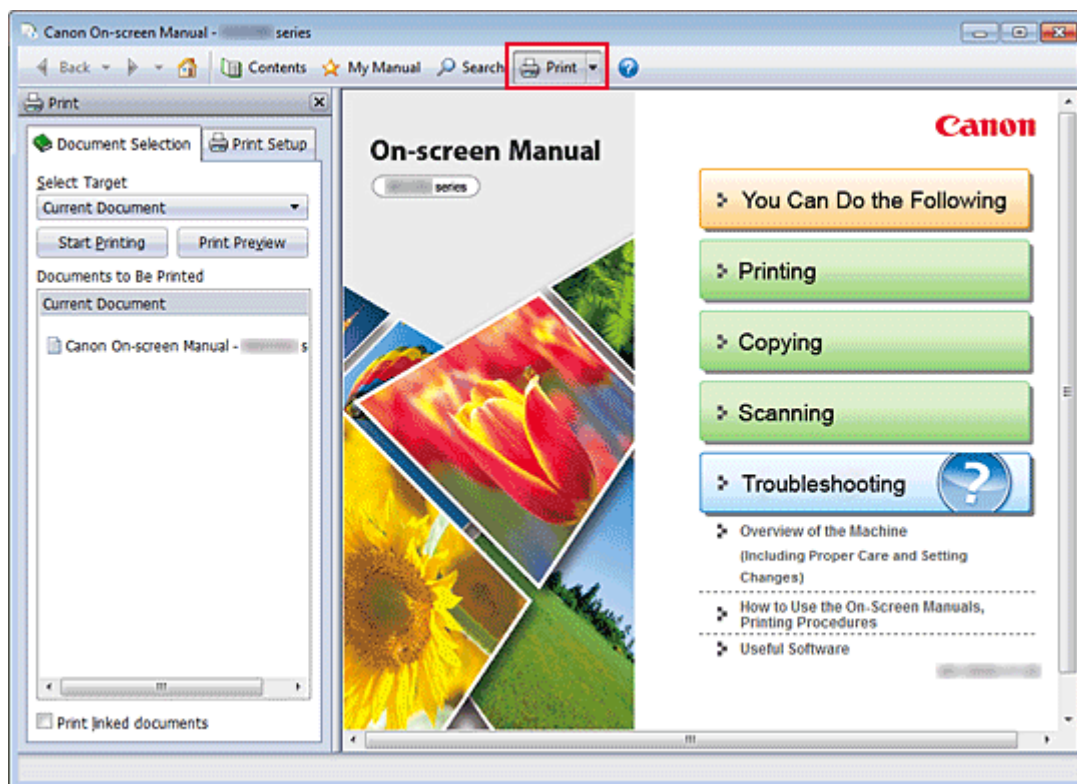 Canon On-screen Manual - series
Back Contents My Manual Search Print
Print
Document Selection Print Setup
Select Target
Current Document
Start Printing Print Preview
Documents to Be Printed
Current Document
Canon On-screen Manual - s
Print linked documents
On-screen Manual
series
Canon
You Can Do the Following
Printing
Copying
Scanning
Troubleshooting ?
Overview of the Machine
(Including Proper Care and Setting
Changes)
How to Use the On-Screen Manuals,
Printing Procedures
Useful Software